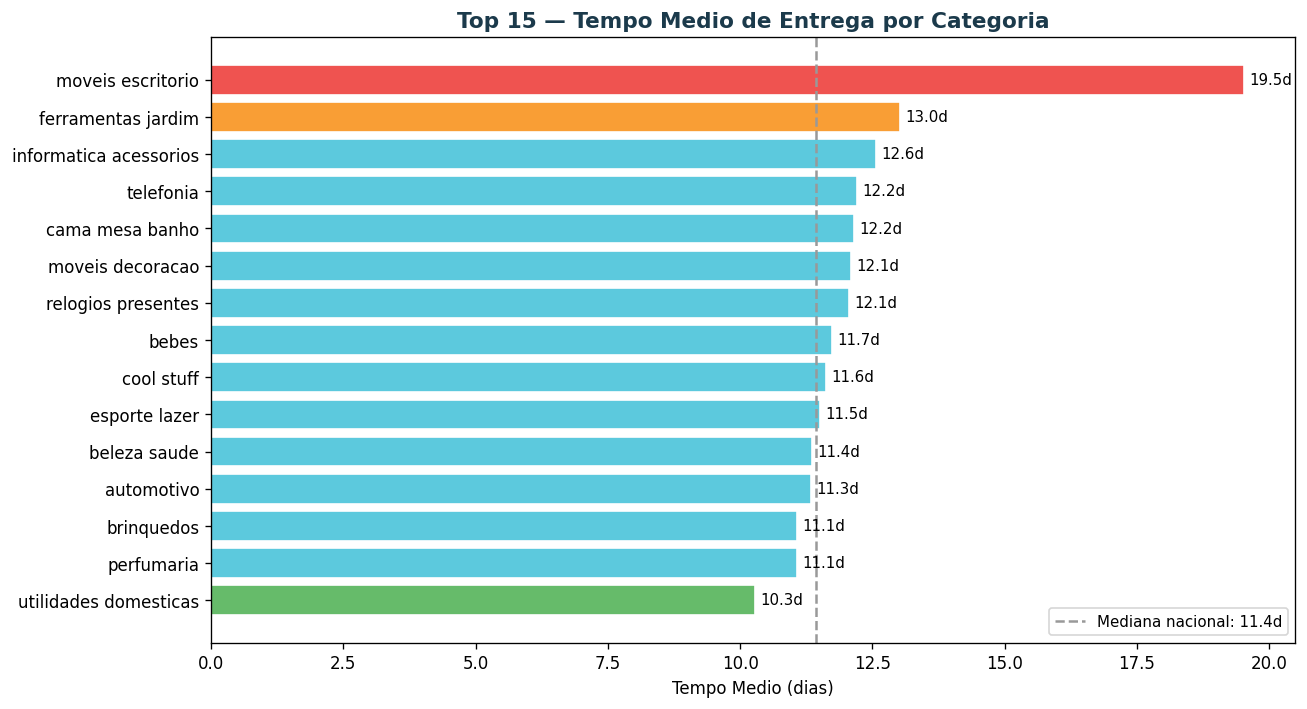 Top 15 — Tempo Medio de Entrega por Categoria
moveis escritorio 19.5d
ferramentas jardim 13.0d
informatica acessorios 12.6d
telefonia 12.2d
cama mesa banho 12.2d
moveis decoracao 12.1d
relogios presentes 12.1d
bebes 11.7d
cool stuff 11.6d
esporte lazer 11.5d
beleza saude 11.4d
automotivo 11.3d
brinquedos 11.1d
perfumaria 11.1d
utilidades domesticas 10.3d
Mediana nacional: 11.4d
0.0 2.5 5.0 7.5 10.0 12.5 15.0 17.5 20.0
Tempo Medio (dias)